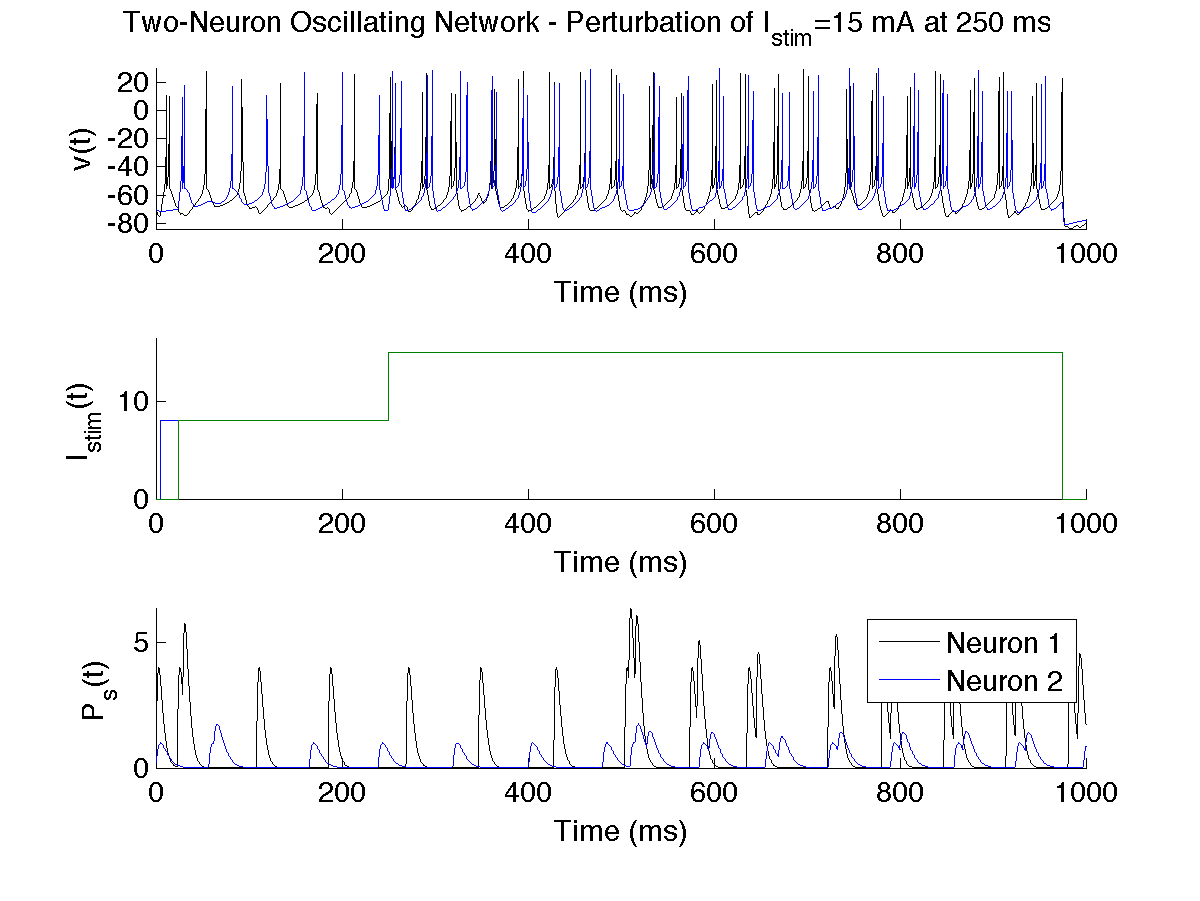 Two-Neuron Oscillating Network - Perturbation of I_stim=15 mA at 250 ms
20
0
-20
-40
-60
-80
v(t)
0 200 400 600 800 1000
Time (ms)
10
0
I_stim(t)
0 200 400 600 800 1000
Time (ms)
5
0
P_s(t)
Neuron 1
Neuron 2
0 200 400 600 800 1000
Time (ms)